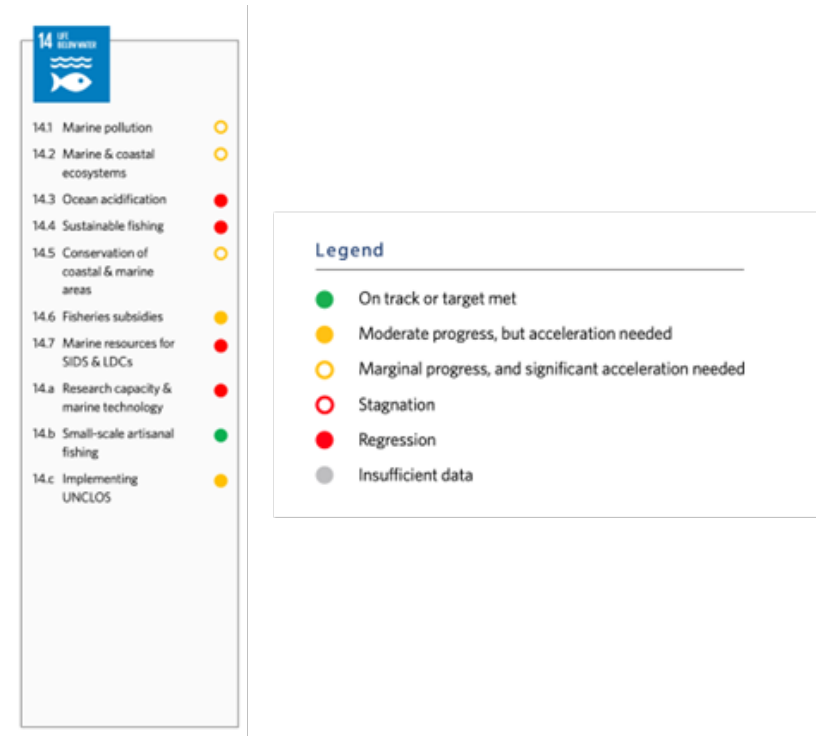 14 LIFE
BELOW WATER
14.1 Marine pollution
14.2 Marine & coastal
ecosystems
14.3 Ocean acidification
14.4 Sustainable fishing
14.5 Conservation of
coastal & marine
areas
14.6 Fisheries subsidies
14.7 Marine resources for
SIDS & LDCs
14.a Research capacity &
marine technology
14.b Small-scale artisanal
fishing
14.c Implementing
UNCLOS
Legend
On track or target met
Moderate progress, but acceleration needed
Marginal progress, and significant acceleration needed
Stagnation
Regression
Insufficient data